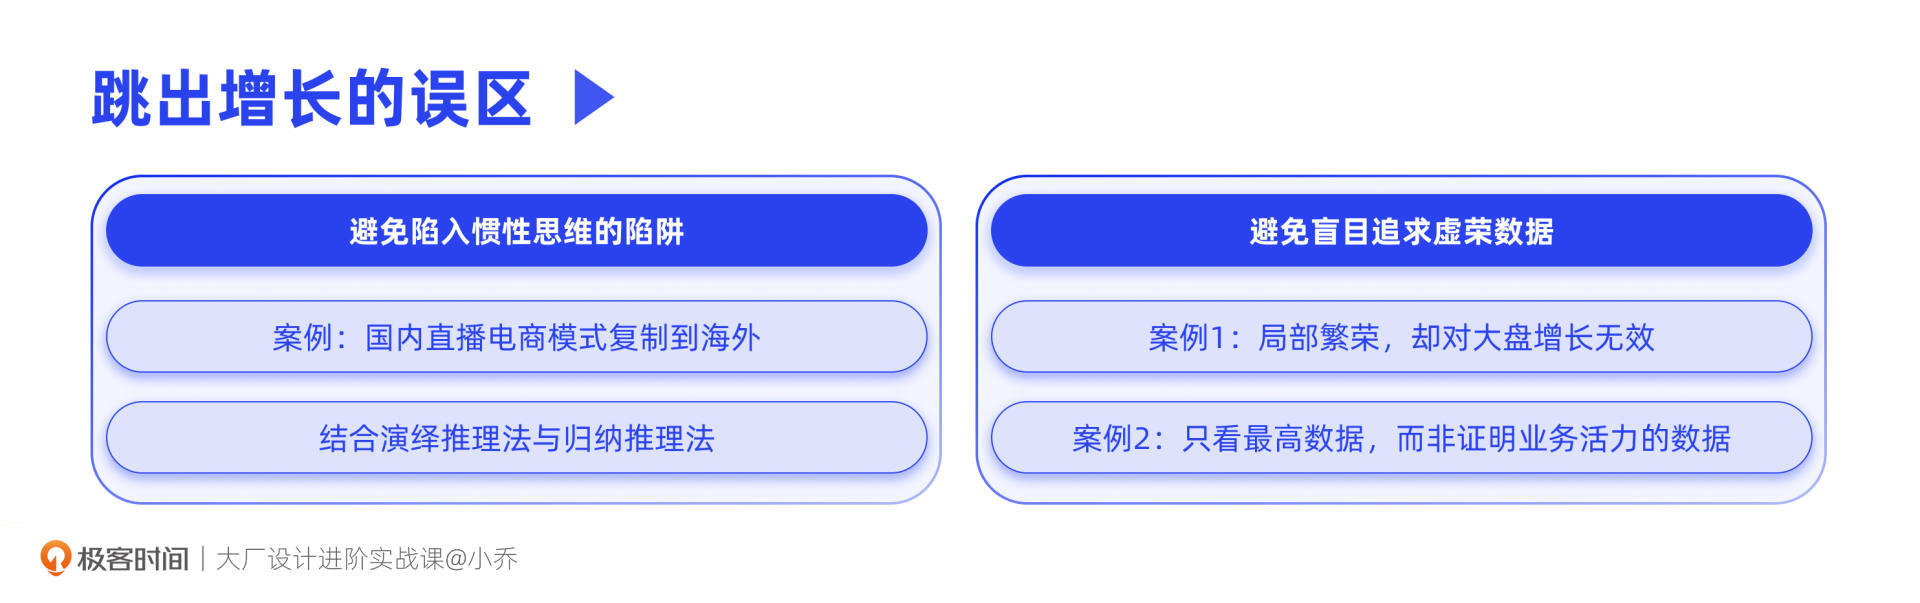 跳出增长的误区
避免陷入惯性思维的陷阱
案例：国内直播电商模式复制到海外
结合演绎推理法与归纳推理法
避免盲目追求虚荣数据
案例1：局部繁荣，却对大盘增长无效
案例2：只看最高数据，而非证明业务活力的数据
极客时间 | 大厂设计进阶实战课@小乔